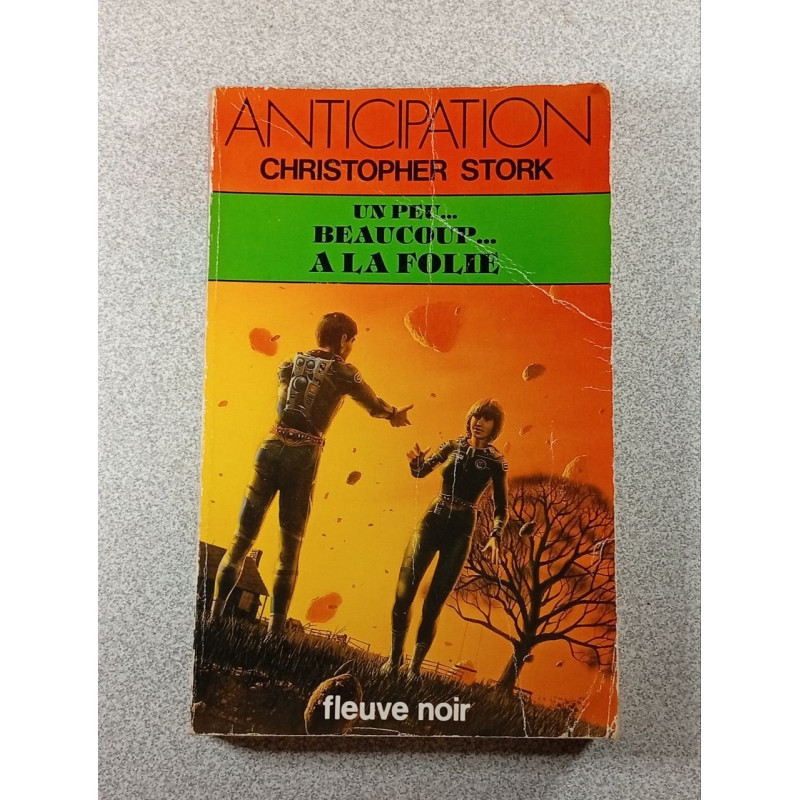 ANTICIPATION
CHRISTOPHER STORK
UN PEU...
BEAUCOUP...
A LA FOLIE
fleuve noir